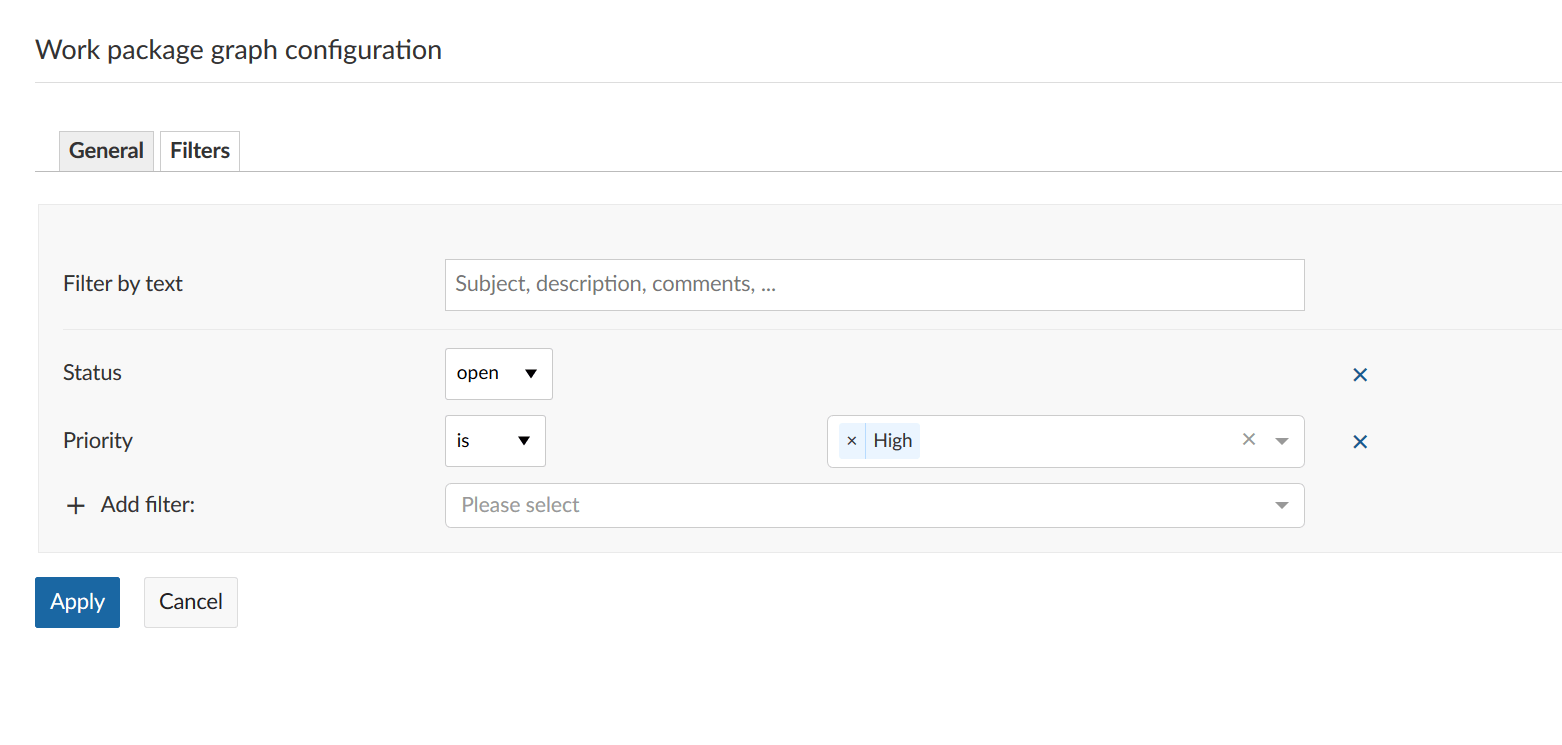 Work package graph configuration
General Filters
Filter by text Subject, description, comments, ...
Status open
Priority is × High
+ Add filter: Please select
Apply Cancel